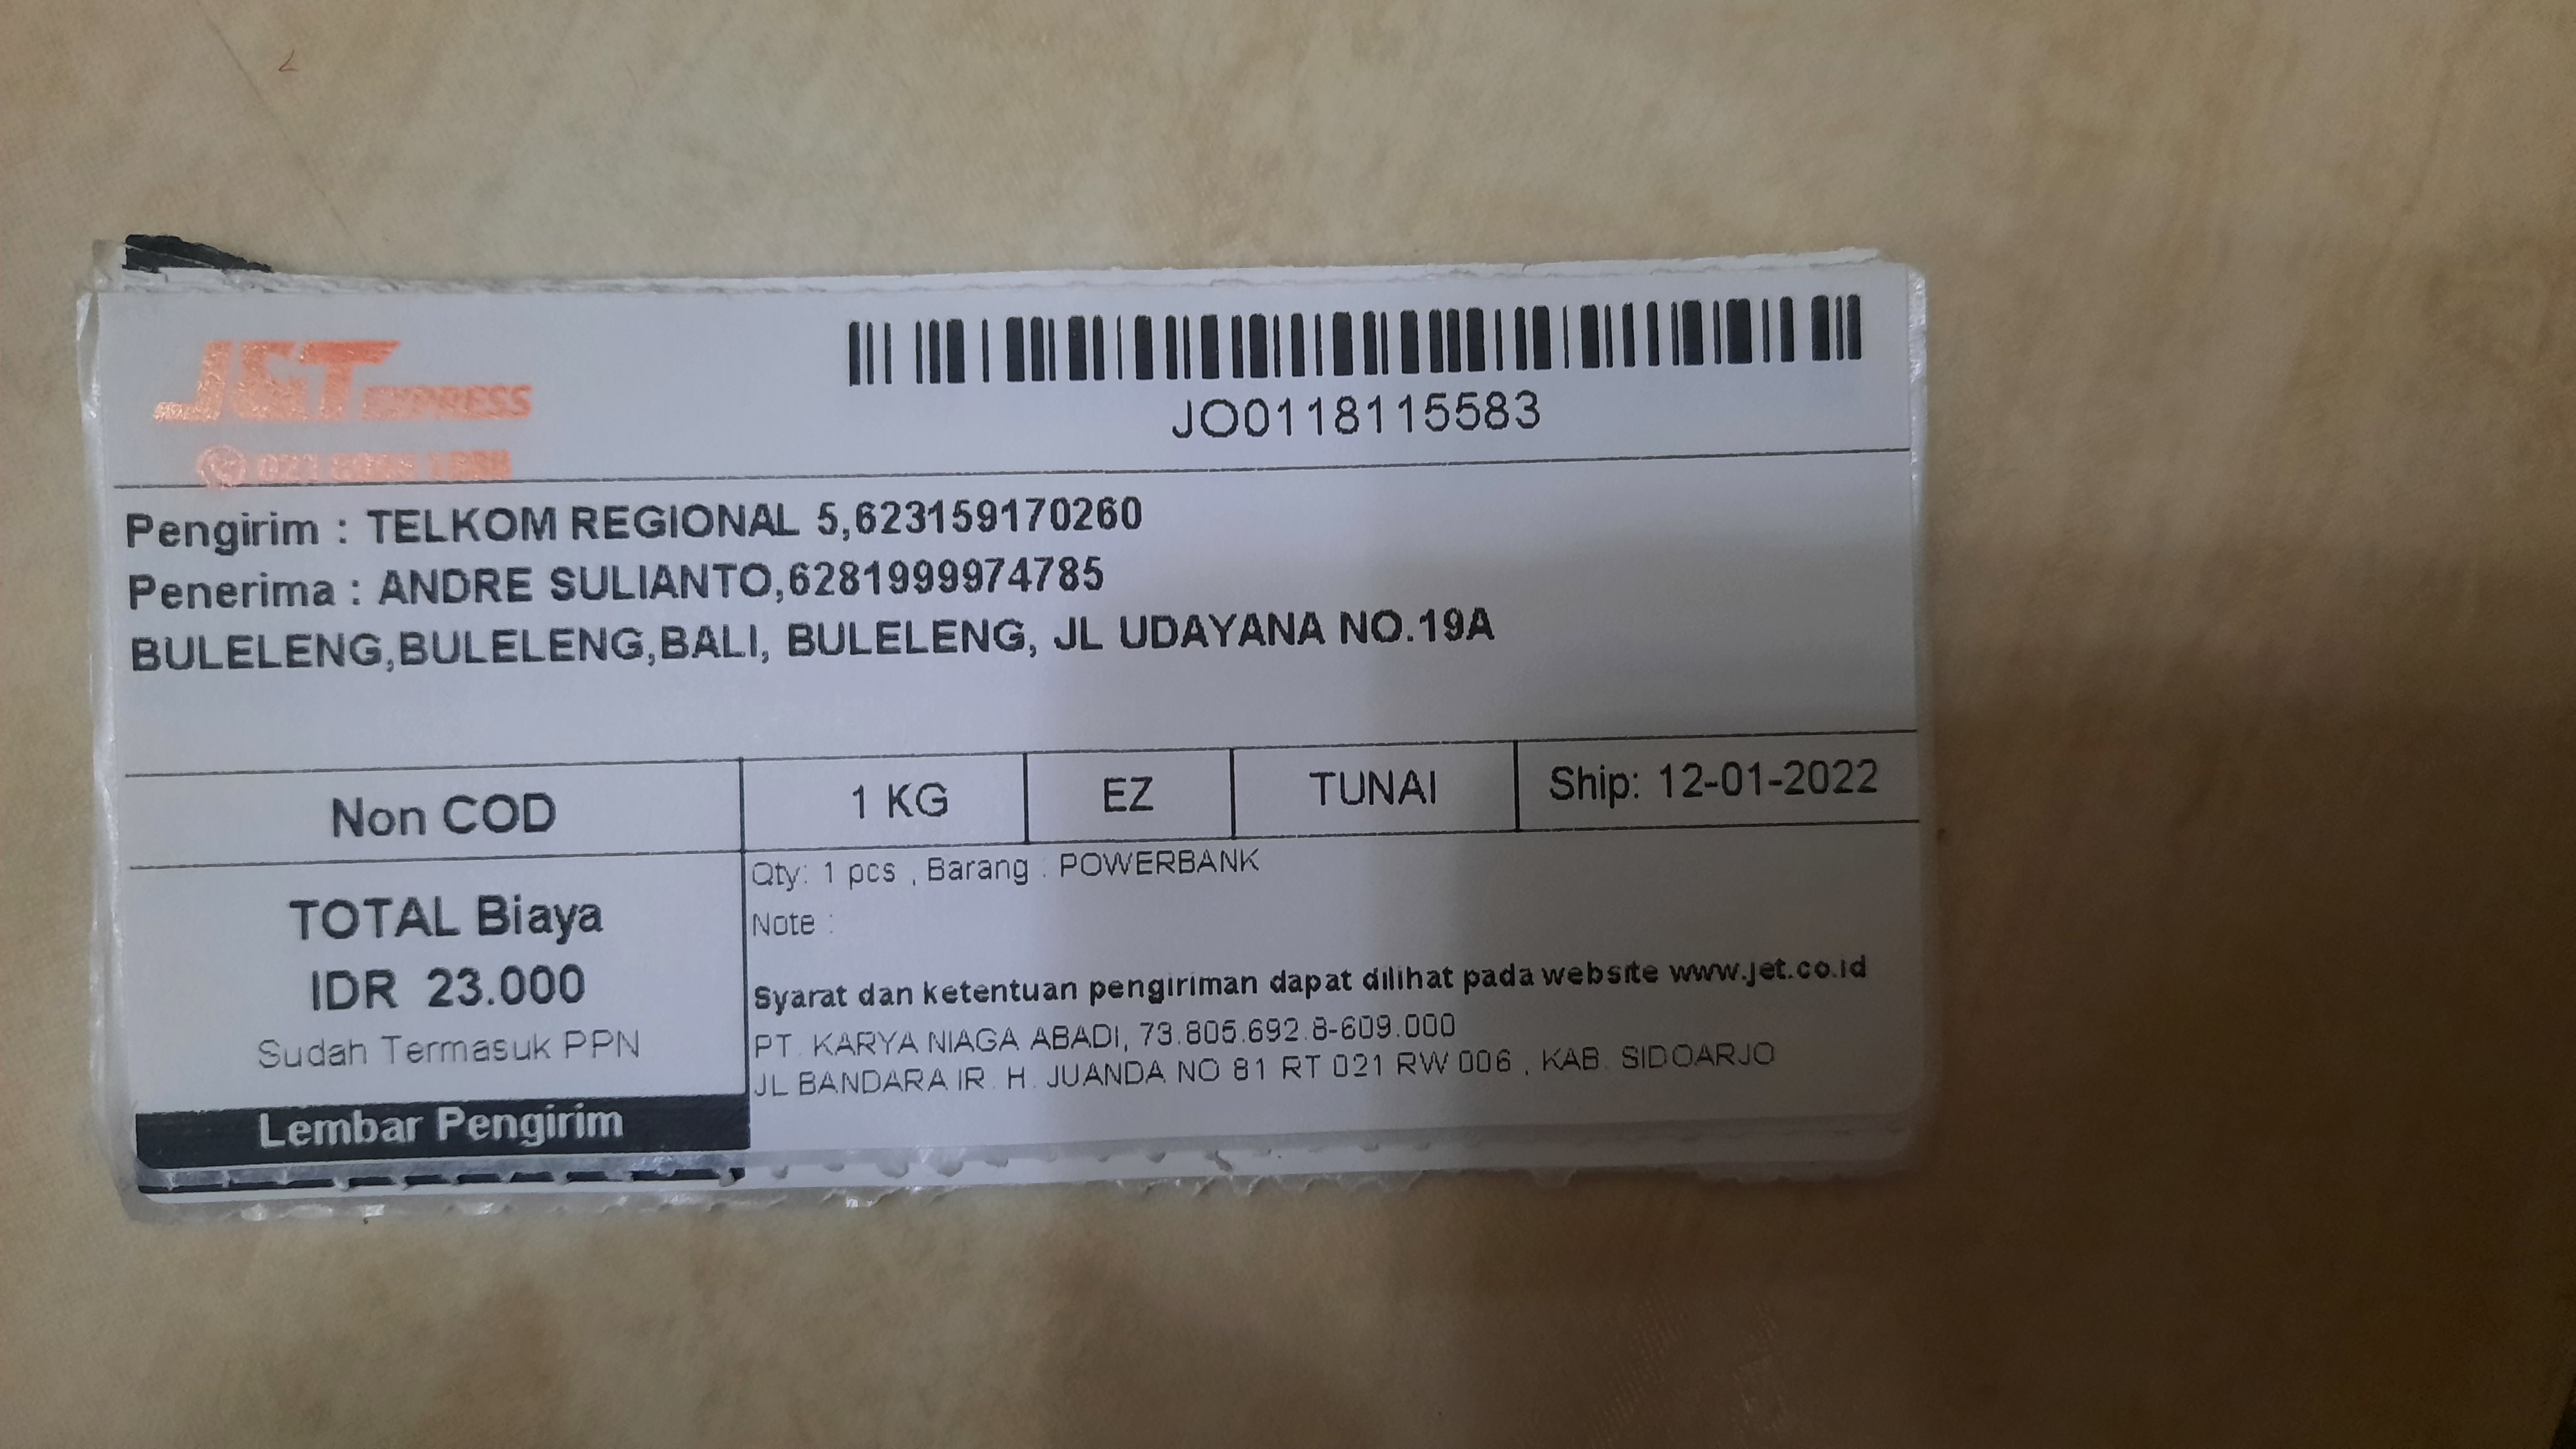 JET EXPRESS
JO0118115583
Pengirim : TELKOM REGIONAL 5,623159170260
Penerima : ANDRE SULIANTO,6281999974785
BULELENG,BULELENG,BALI, BULELENG, JL UDAYANA NO.19A
Non COD 1 KG EZ TUNAI Ship: 12-01-2022
TOTAL Biaya
IDR 23.000
Sudah Termasuk PPN
Lembar Pengirim
Qty: 1 pcs , Barang : POWERBANK
Note :
Syarat dan ketentuan pengiriman dapat dilihat pada website www.jet.co.id
PT. KARYA NIAGA ABADI, 73.805.692.8-609.000
JL BANDARA IR. H. JUANDA NO 81 RT 021 RW 006 , KAB. SIDOARJO